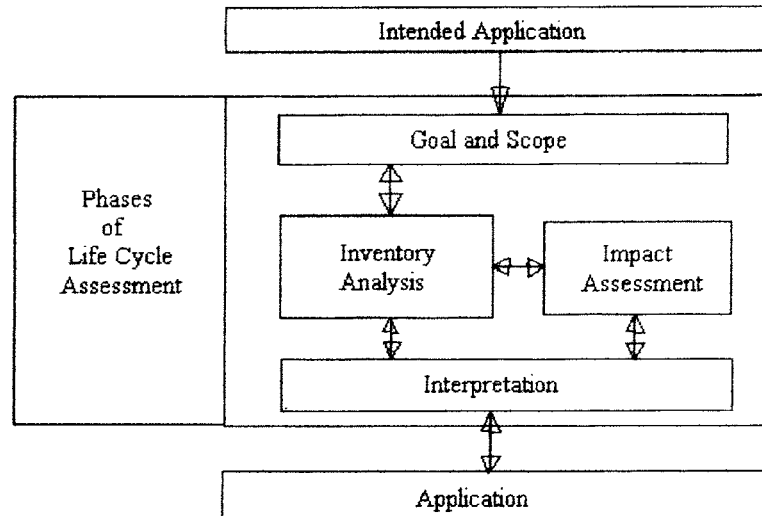 Intended Application
Goal and Scope
Phases
of
Life Cycle
Assessment
Inventory
Analysis
Impact
Assessment
Interpretation
Application